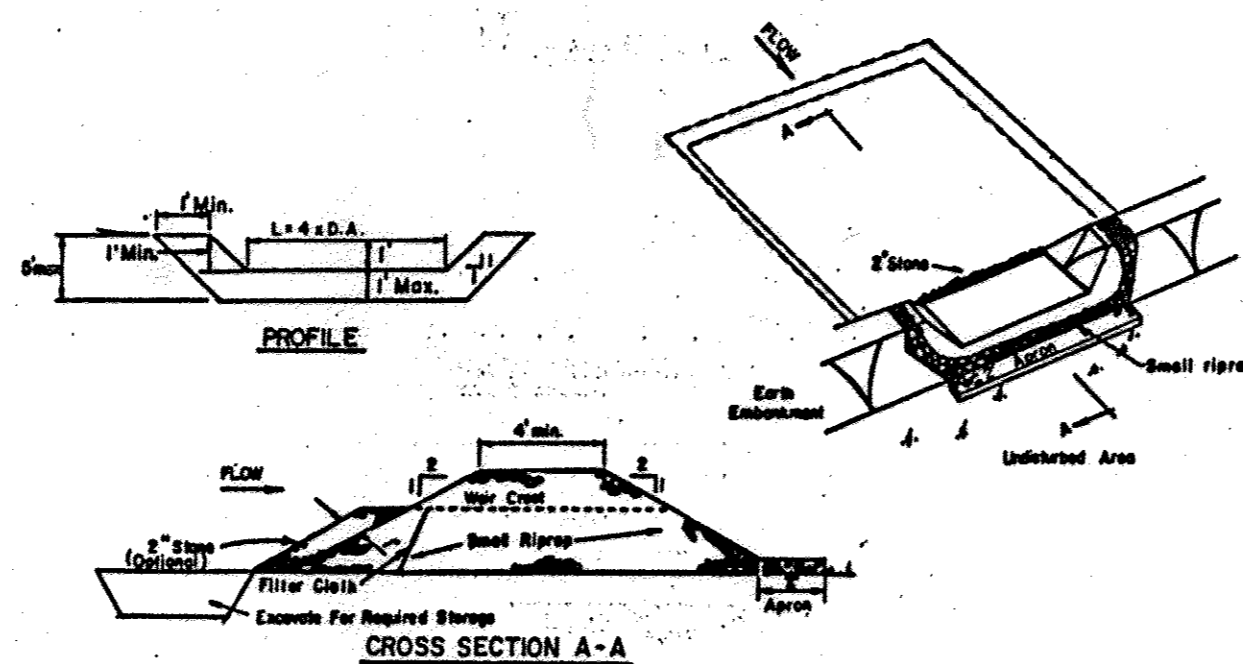 FLOW
A
1' Min.
L = 4 x D.A.
1' Min.
1'
1' Max.
1
1
PROFILE
2" Stone
Apron
Small ripra
Earth
Embankment
A
Undisturbed Area
4' min.
FLOW
2
1
2
1
Weir Crest
2" Stone
(Optional)
Small Riprap
Filter Cloth
Apron
Excavate For Required Storage
CROSS SECTION A-A